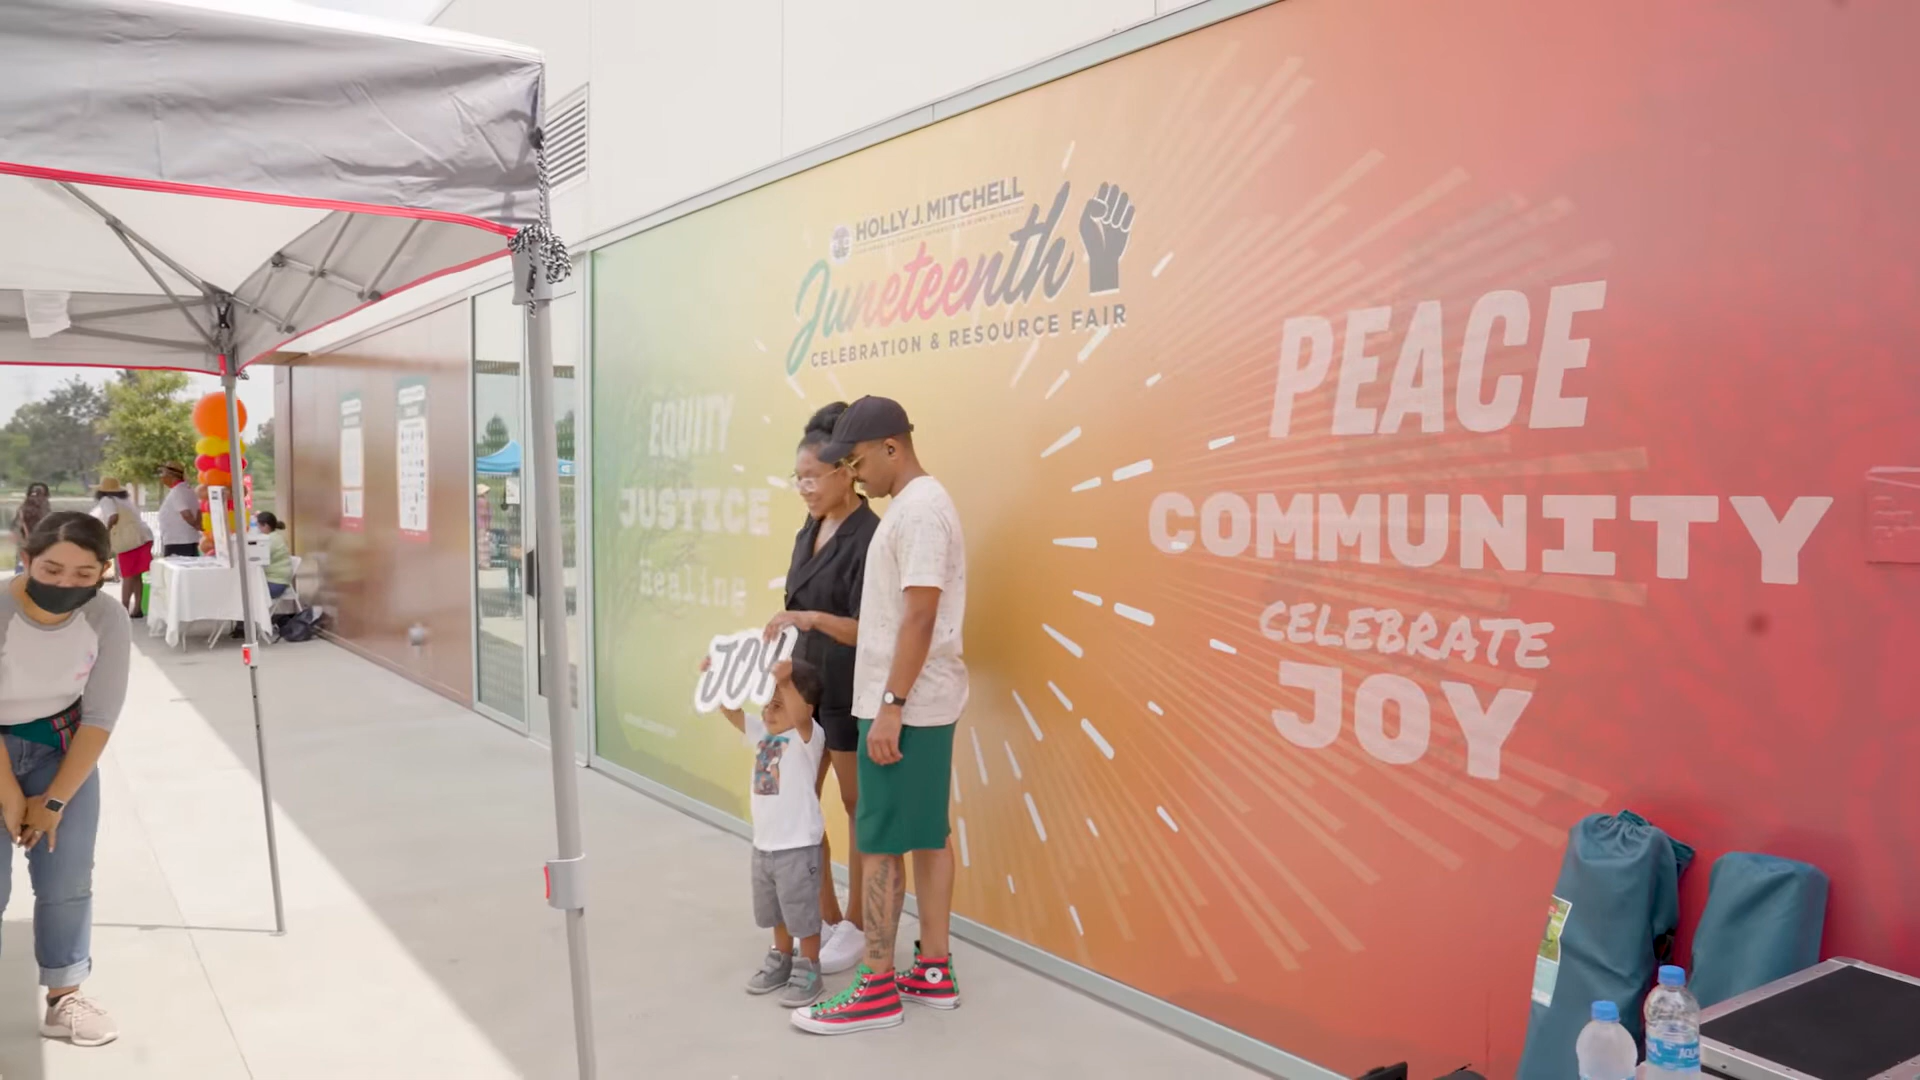 HOLLY J. MITCHELL
Juneteenth
CELEBRATION & RESOURCE FAIR
EQUITY
JUSTICE
Healing
JOY
PEACE
COMMUNITY
CELEBRATE
JOY